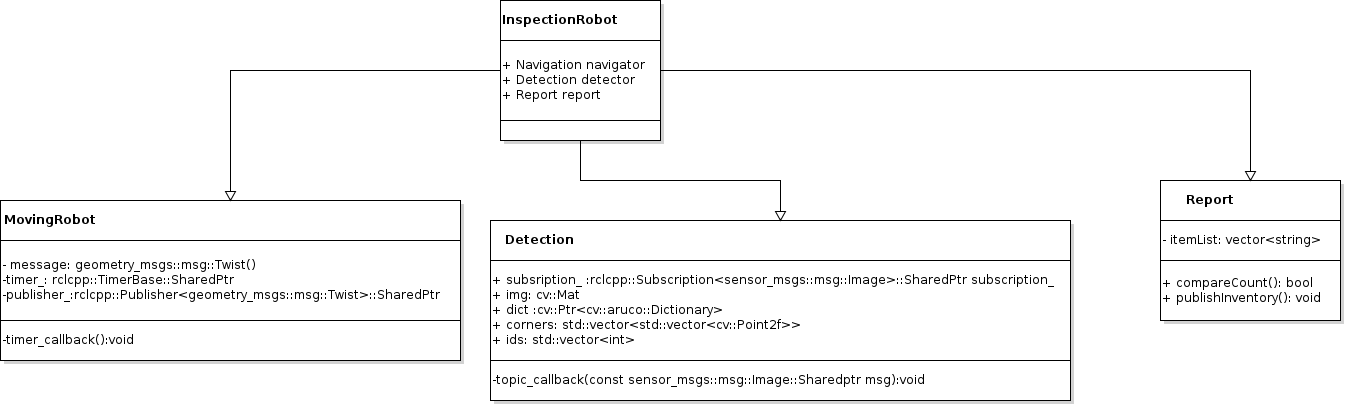 InspectionRobot
+ Navigation navigator
+ Detection detector
+ Report report
MovingRobot
- message: geometry_msgs::msg::Twist()
-timer_: rclcpp::TimerBase::SharedPtr
-publisher_:rclcpp::Publisher<geometry_msgs::msg::Twist>::SharedPtr
-timer_callback():void
Detection
+ subsription_ :rclcpp::Subscription<sensor_msgs::msg::Image>::SharedPtr subscription_
+ img: cv::Mat
+ dict :cv::Ptr<cv::aruco::Dictionary>
+ corners: std::vector<std::vector<cv::Point2f>>
+ ids: std::vector<int>
-topic_callback(const sensor_msgs::msg::Image::Sharedptr msg):void
Report
- itemList: vector<string>
+ compareCount(): bool
+ publishInventory(): void